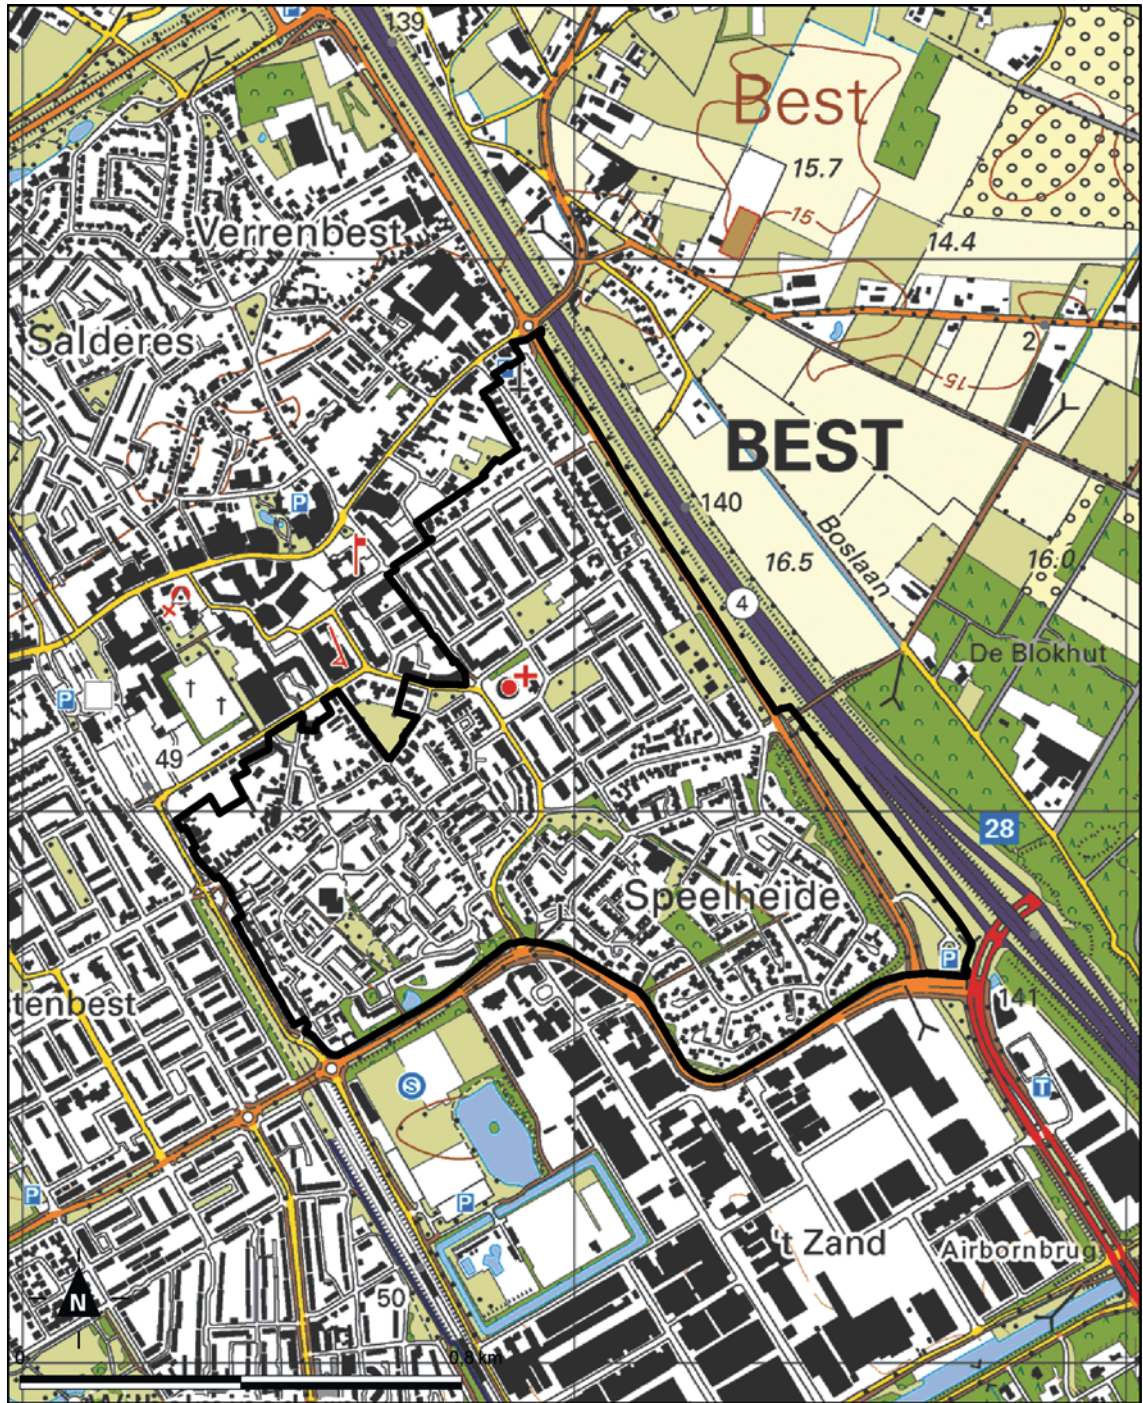 139
P
Best
15.7
15
Verrenbest
14.4
Salderes
2
15
BEST
P
140
Boslaan
16.5
16.0
4
De Blokhut
P
49
28
Speelheide
P
tenbest
141
S
T
P
P
't Zand
Airbornbrug
N
50
0
0.8 km